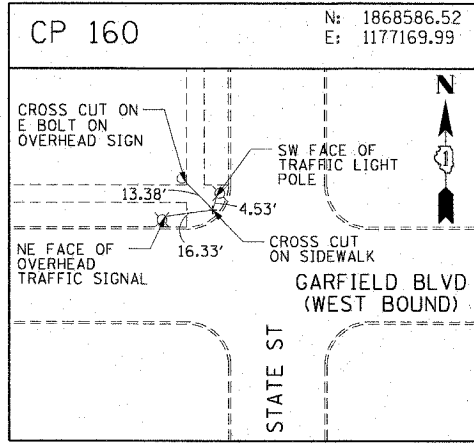 CP 160
N: 1868586.52
E: 1177169.99
N
1
CROSS CUT ON
E BOLT ON
OVERHEAD SIGN
SW FACE OF
TRAFFIC LIGHT
POLE
13.38'
4.53'
16.33'
NE FACE OF
OVERHEAD
TRAFFIC SIGNAL
CROSS CUT
ON SIDEWALK
GARFIELD BLVD
(WEST BOUND)
STATE ST